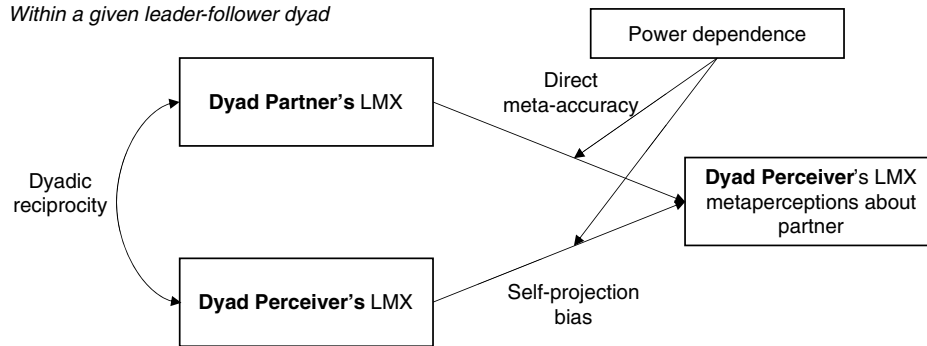 Within a given leader-follower dyad
Power dependence
Direct
meta-accuracy
Dyad Partner's LMX
Dyadic
reciprocity
Dyad Perceiver's LMX
metaperceptions about
partner
Dyad Perceiver's LMX
Self-projection
bias